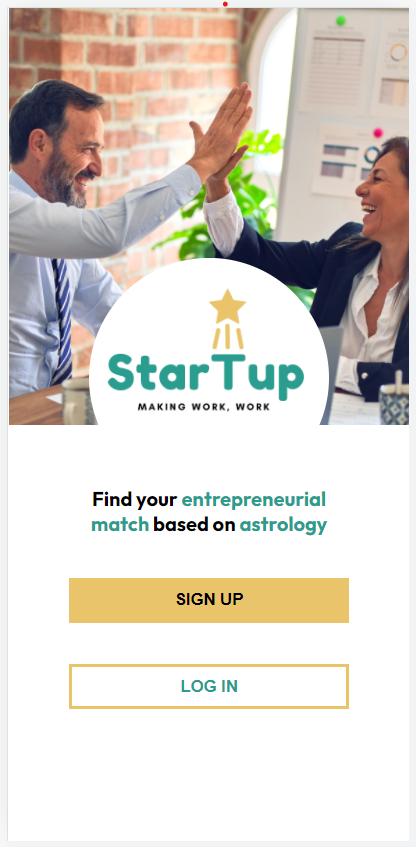 StarTup
MAKING WORK, WORK
Find your entrepreneurial
match based on astrology
SIGN UP
LOG IN